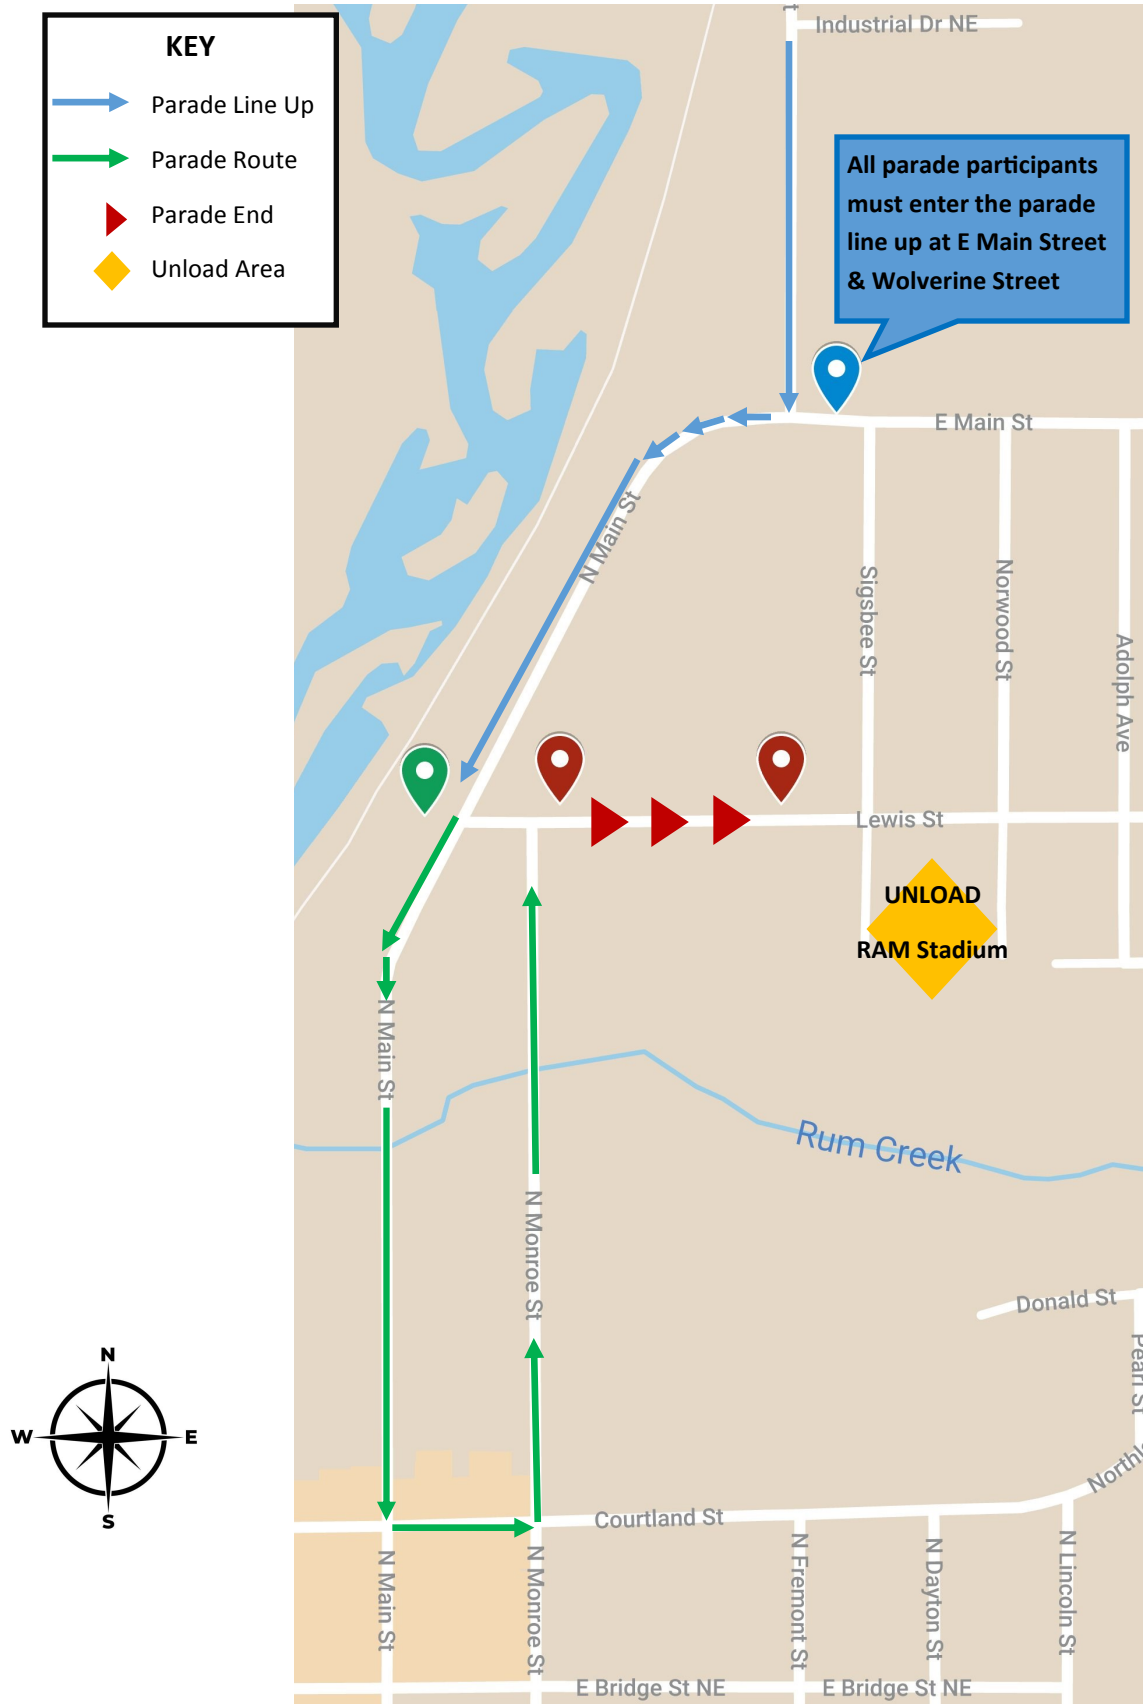 KEY
Parade Line Up
Parade Route
Parade End
Unload Area
Industrial Dr NE
All parade participants
must enter the parade
line up at E Main Street
& Wolverine Street
E Main St
N Main St
Sigsbee St
Norwood St
Adolph Ave
Lewis St
UNLOAD
RAM Stadium
N Main St
Rum Creek
N Monroe St
Donald St
Pearl St
N
W
E
S
Courtland St
N Main St
N Monroe St
N Fremont St
N Dayton St
N Lincoln St
E Bridge St NE
E Bridge St NE